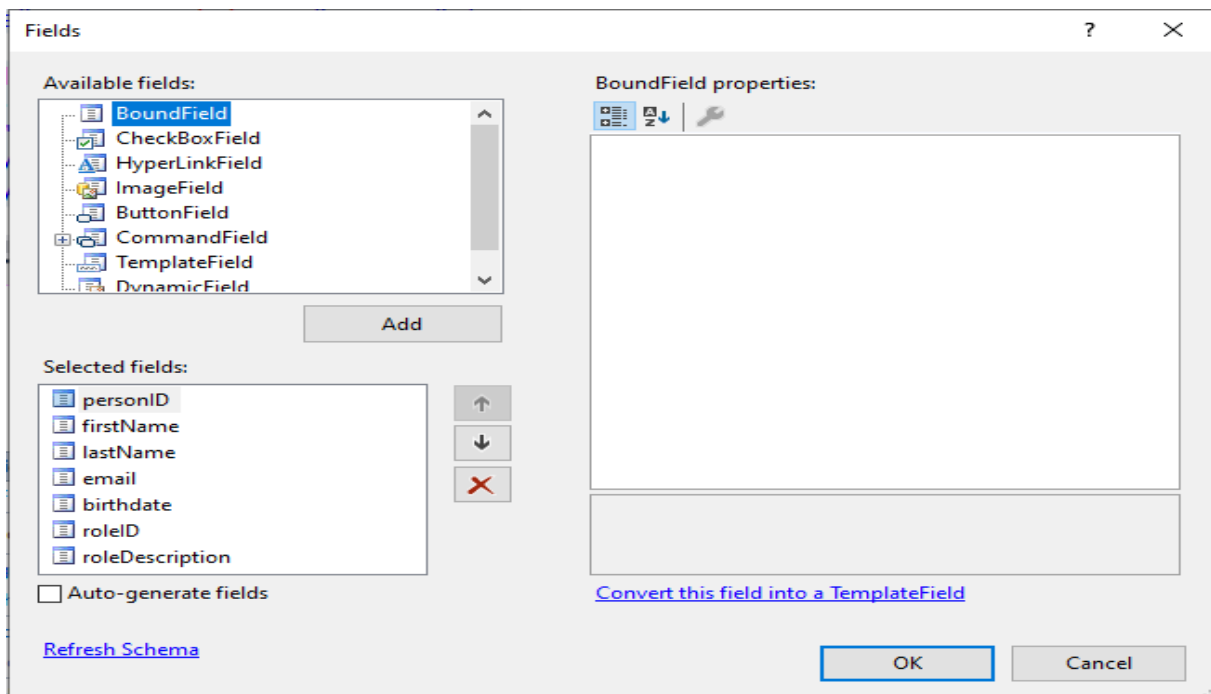 Fields
?
Available fields:
BoundField
CheckBoxField
HyperLinkField
ImageField
ButtonField
CommandField
TemplateField
DynamicField
Add
Selected fields:
personID
firstName
lastName
email
birthdate
roleID
roleDescription
Auto-generate fields
Refresh Schema
BoundField properties:
Convert this field into a TemplateField
OK
Cancel